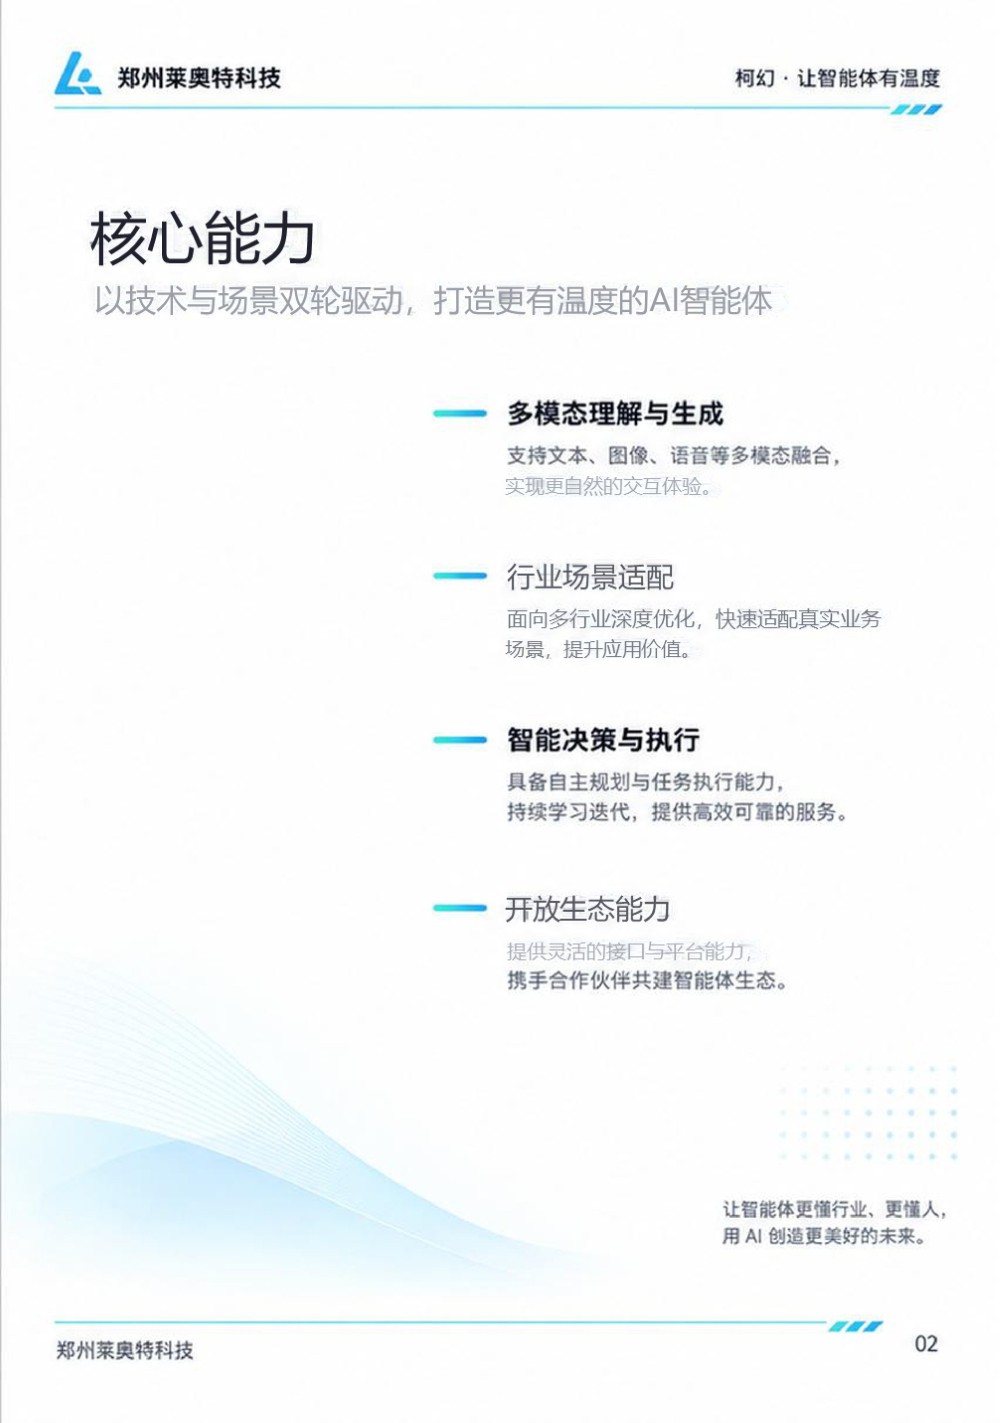 郑州莱奥特科技
柯幻·让智能体有温度
核心能力
以技术与场景双轮驱动，打造更有温度的AI智能体
多模态理解与生成
支持文本、图像、语音等多模态融合，
实现更自然的交互体验。
行业场景适配
面向多行业深度优化，快速适配真实业务
场景，提升应用价值。
智能决策与执行
具备自主规划与任务执行能力，
持续学习迭代，提供高效可靠的服务。
开放生态能力
提供灵活的接口与平台能力，
携手合作伙伴共建智能体生态。
让智能体更懂行业、更懂人，
用 AI 创造更美好的未来。
郑州莱奥特科技
02